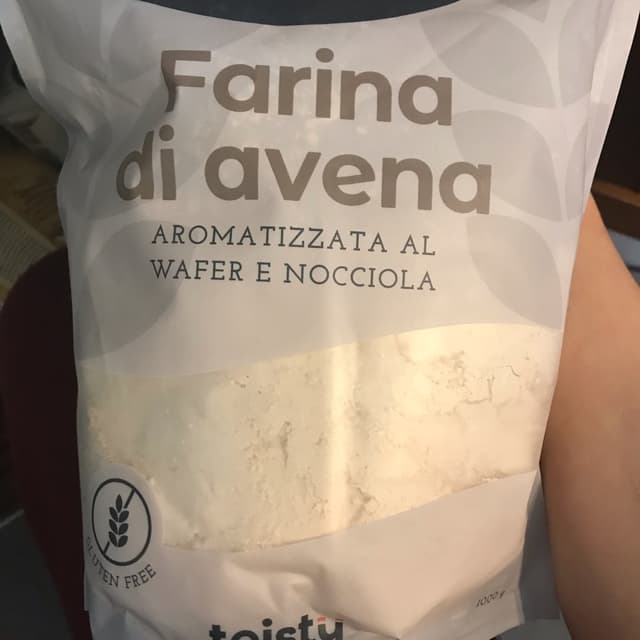 Farina
di avena
AROMATIZZATA AL
WAFER E NOCCIOLA
GLUTEN FREE
1000 g